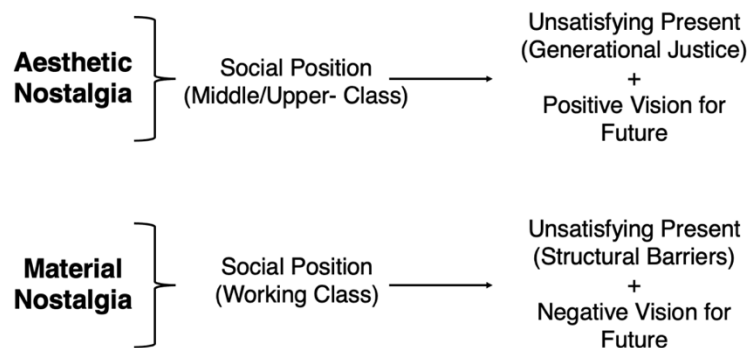 Aesthetic
Nostalgia
Social Position
(Middle/Upper- Class)
Unsatisfying Present
(Generational Justice)
+
Positive Vision for
Future
Material
Nostalgia
Social Position
(Working Class)
Unsatisfying Present
(Structural Barriers)
+
Negative Vision for
Future